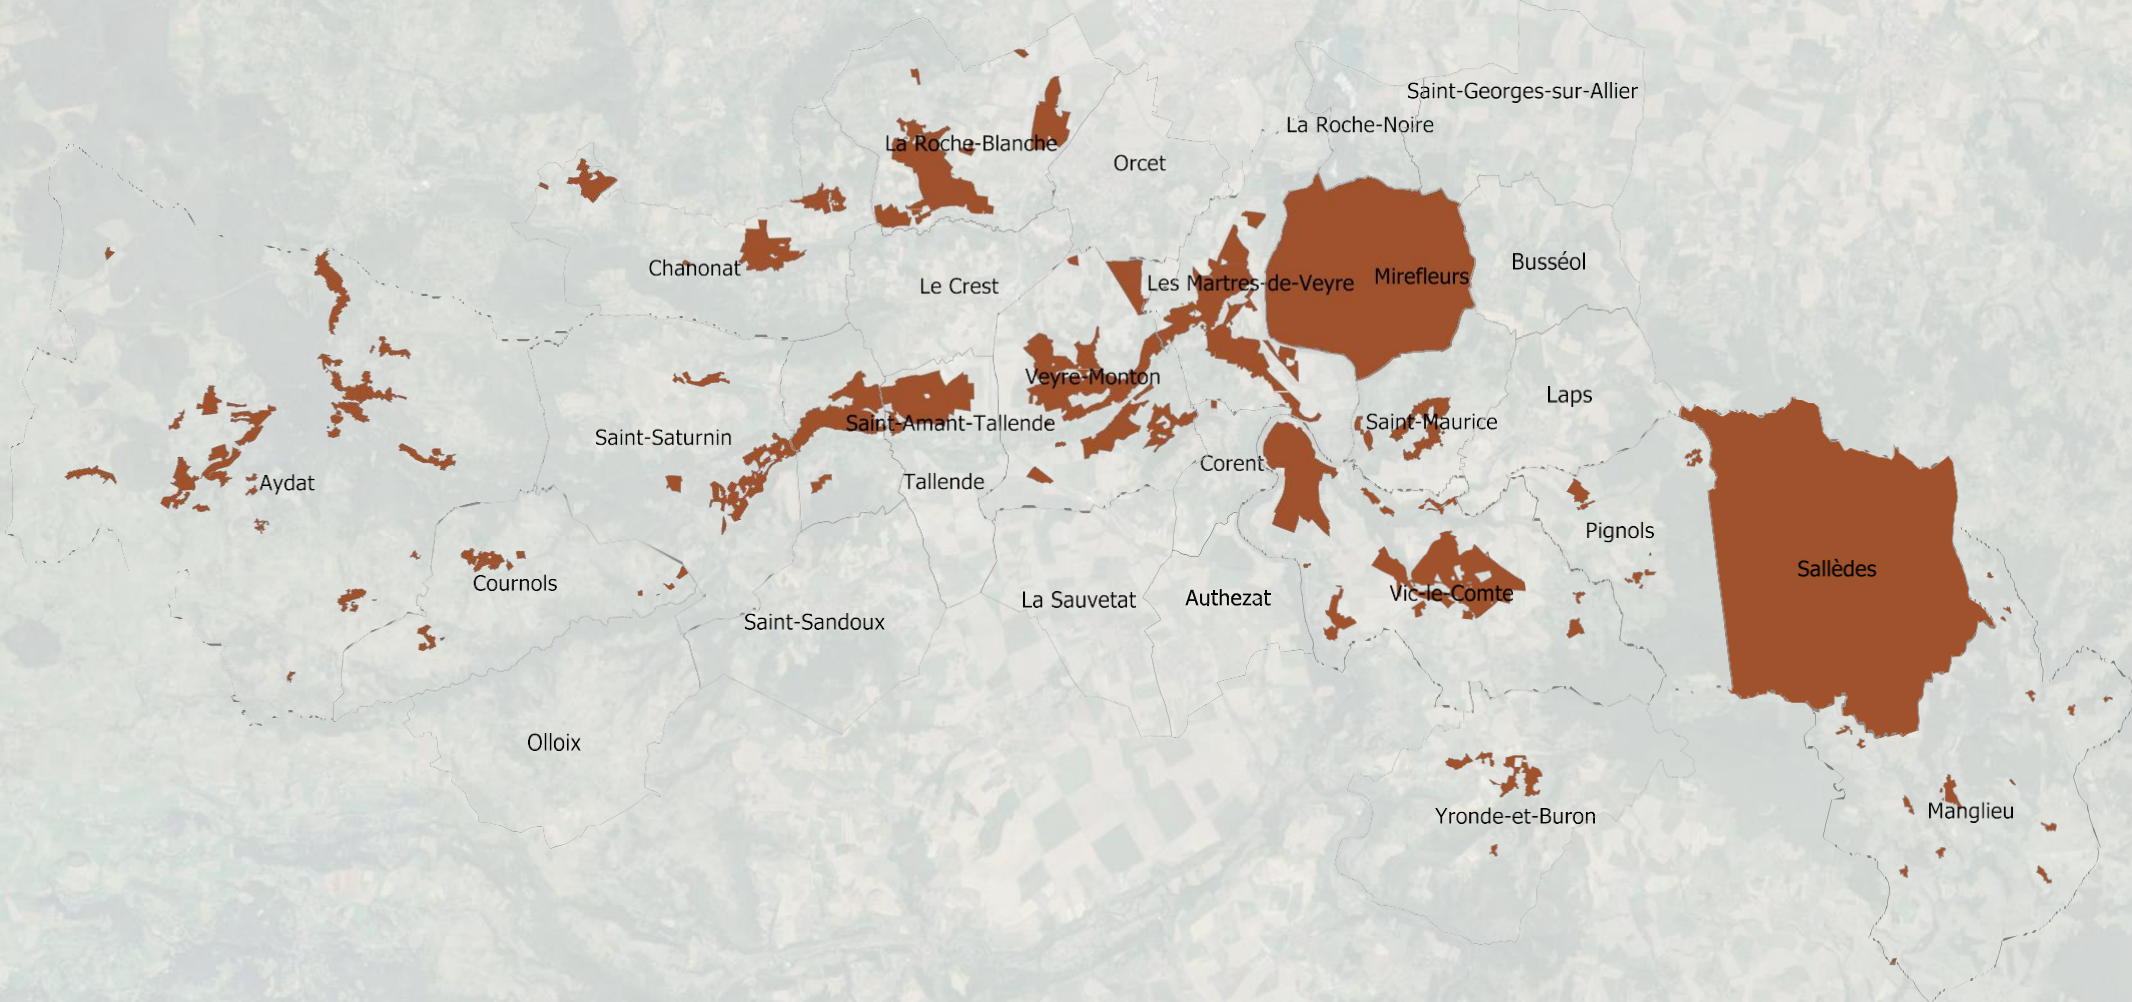 Saint-Georges-sur-Allier
La Roche-Noire
La Roche-Blanche
Orcet
Busséol
Chanonat
Mirefleurs
Les Martres-de-Veyre
Le Crest
Veyre-Monton
Laps
Saint-Amant-Tallende
Saint-Maurice
Saint-Saturnin
Corent
Aydat
Tallende
Pignols
Sallèdes
Cournols
Vic-le-Comte
Authezat
La Sauvetat
Saint-Sandoux
Olloix
Manglieu
Yronde-et-Buron